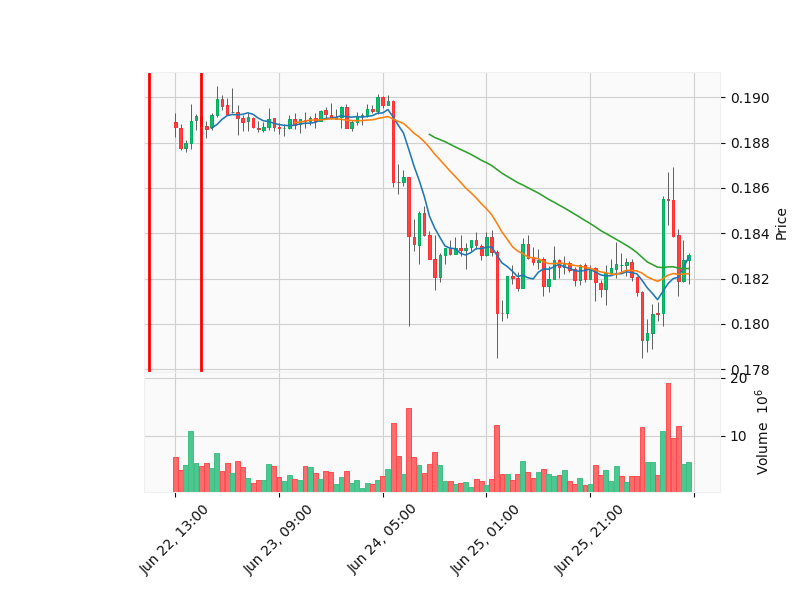 0.190
0.188
0.186
0.184
0.182
0.180
0.178
Price
20
10
Volume 10⁶
Jun 22, 13:00
Jun 23, 09:00
Jun 24, 05:00
Jun 25, 01:00
Jun 25, 21:00